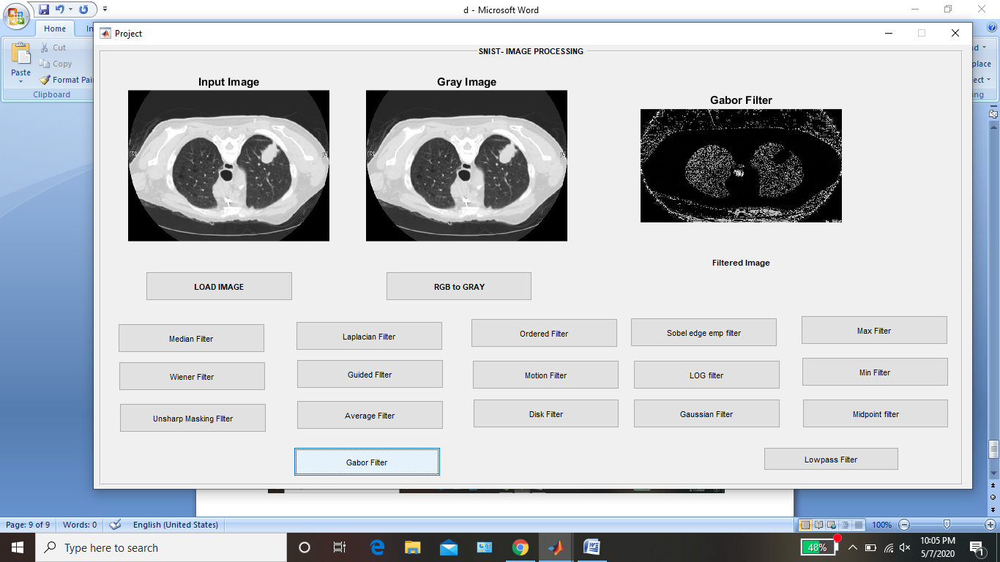 d - Microsoft Word
Home
Cut
Copy
Format Pai
Paste
Clipboard
Project
SNIST- IMAGE PROCESSING
Input Image
Gray Image
Gabor Filter
[R]
[R]
Filtered Image
LOAD IMAGE
RGB to GRAY
Median Filter
Laplacian Filter
Ordered Filter
Sobel edge emp filter
Max Filter
Wiener Filter
Guided FIlter
Motion Filter
LOG filter
Min Filter
Unsharp Masking FIlter
Average Filter
Disk Filter
Gaussian Filter
Midpoint filter
Gabor Filter
Lowpass Filter
Page: 9 of 9
Words: 0
English (United States)
100%
Type here to search
48%
10:05 PM
5/7/2020
1